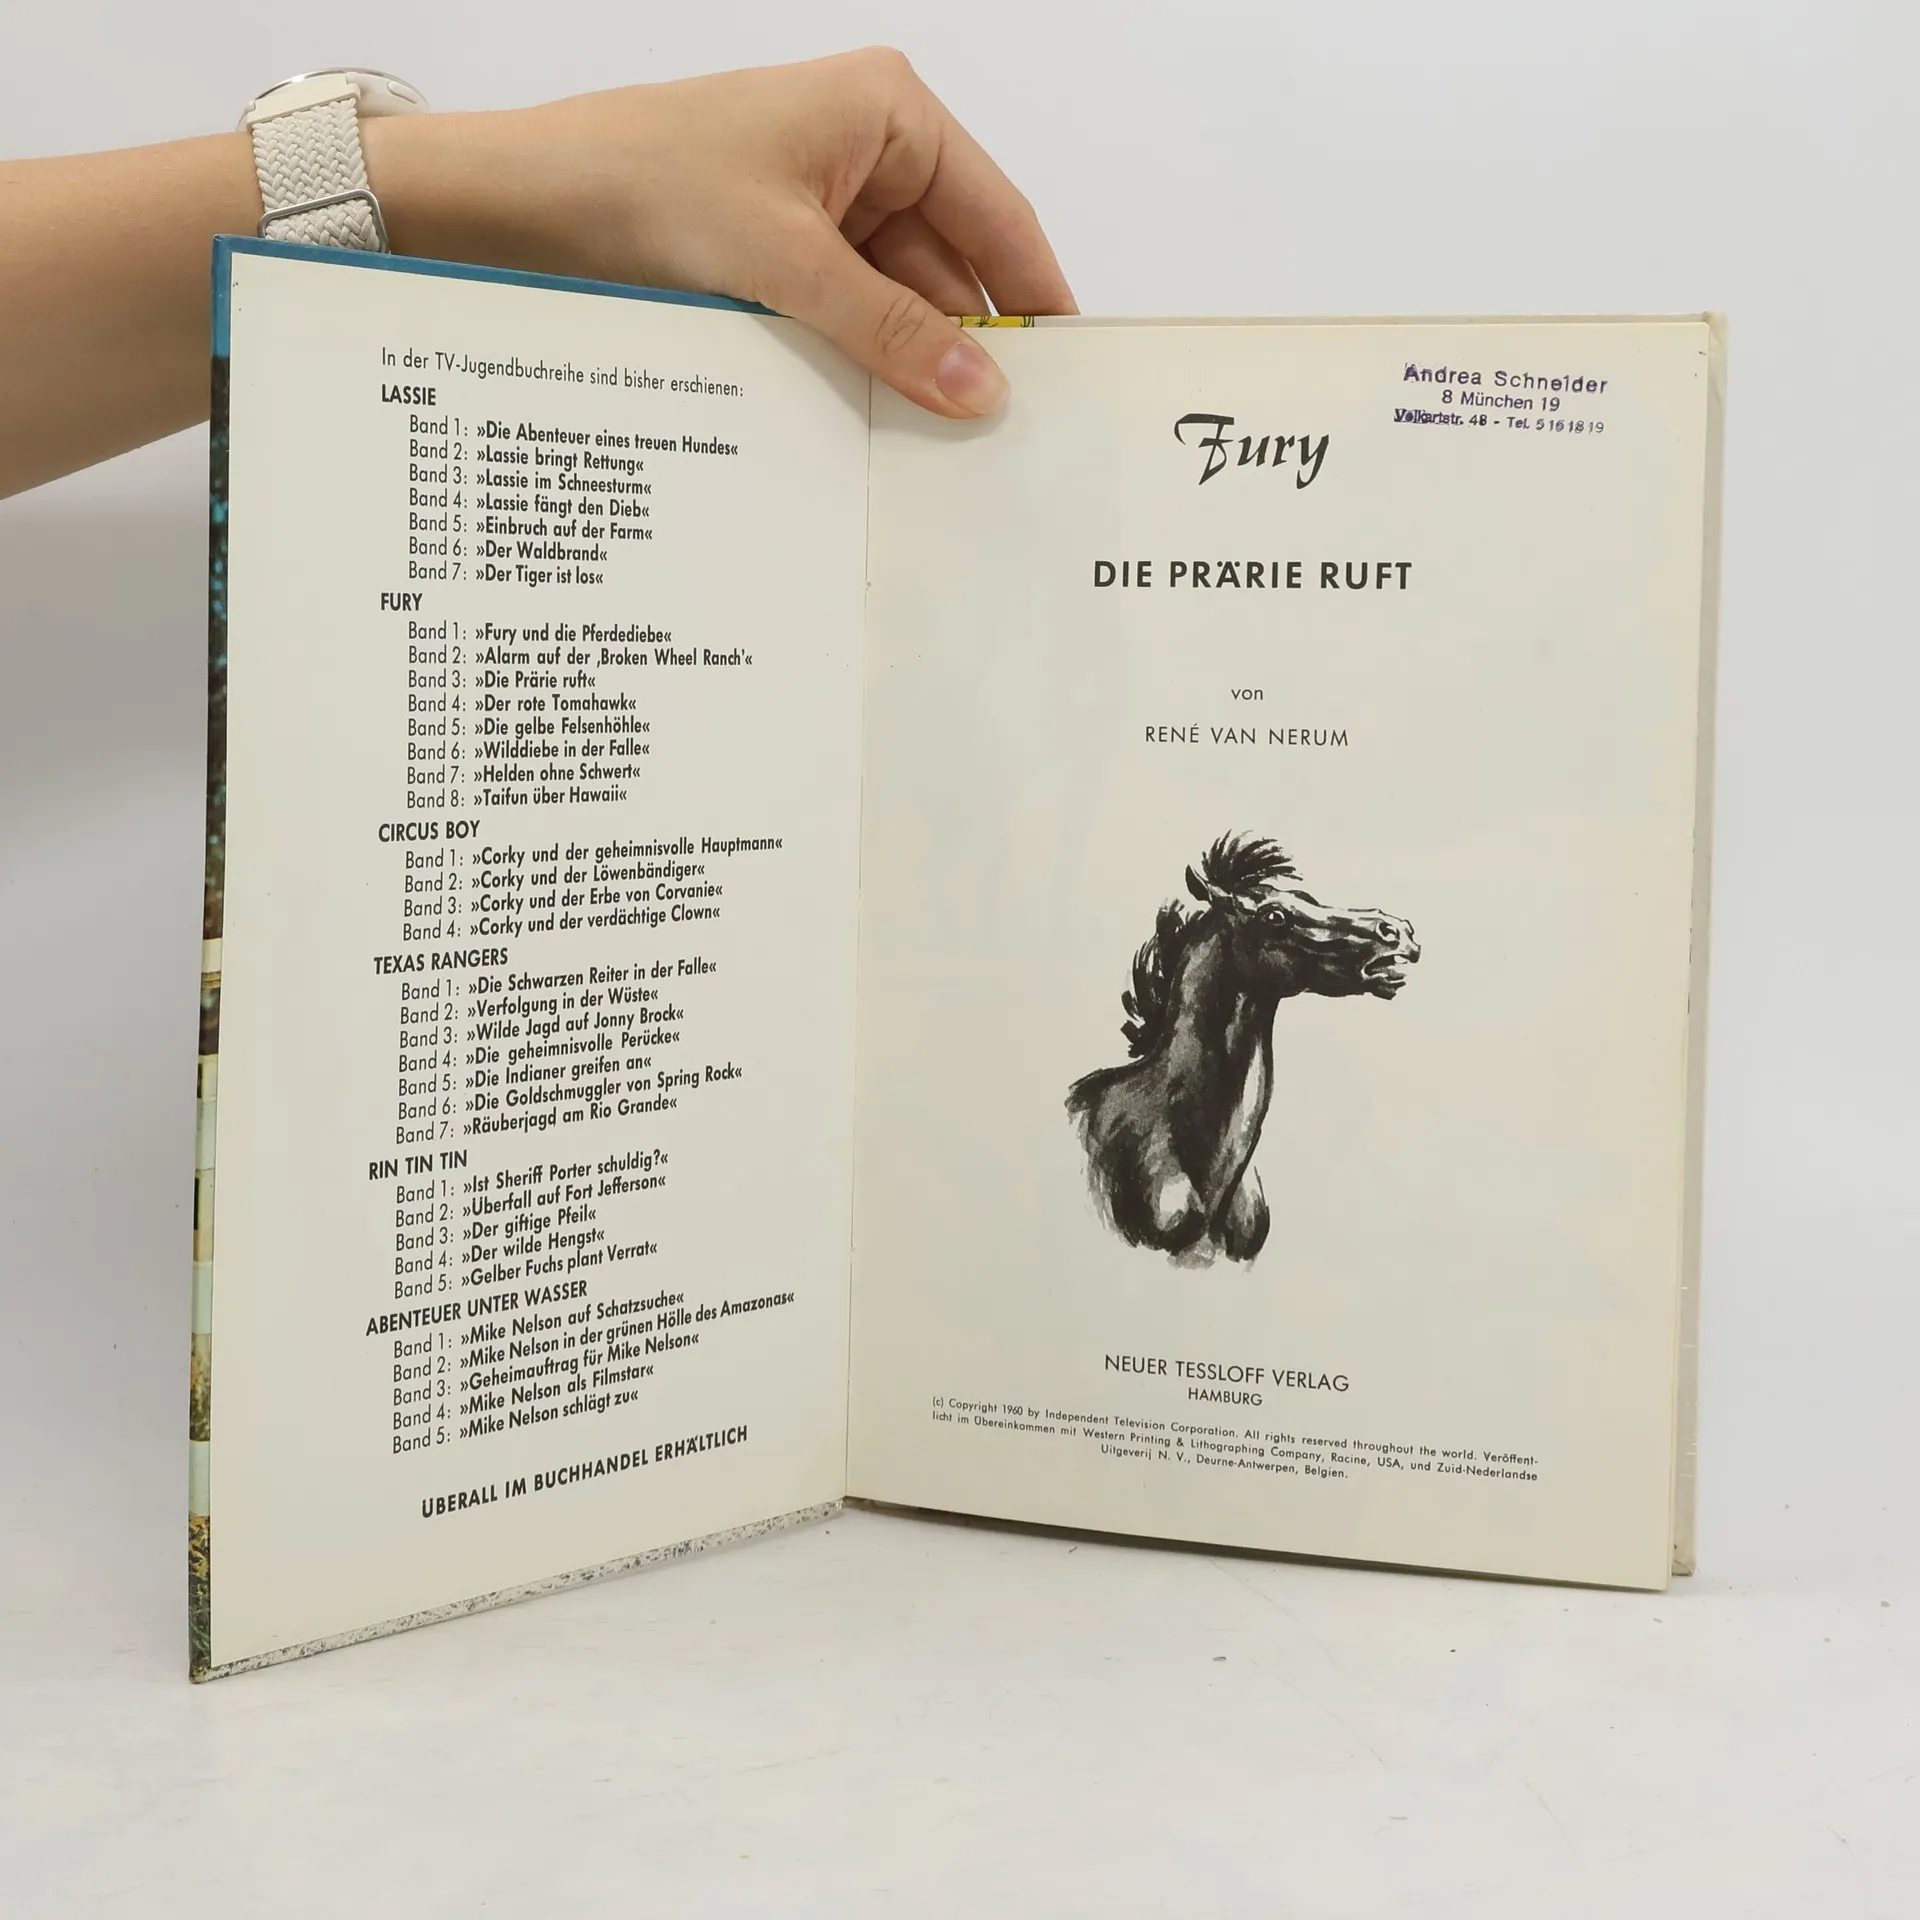 In der TV-Jugendbuchreihe sind bisher erschienen:
LASSIE
Band 1: »Die Abenteuer eines treuen Hundes«
Band 2: »Lassie bringt Rettung«
Band 3: »Lassie im Schneesturm«
Band 4: »Lassie fängt den Dieb«
Band 5: »Einbruch auf der Farm«
Band 6: »Der Waldbrand«
Band 7: »Der Tiger ist los«
FURY
Band 1: »Fury und die Pferdediebe«
Band 2: »Alarm auf der ‚Broken Wheel Ranch'«
Band 3: »Die Prärie ruft«
Band 4: »Der rote Tomahawk«
Band 5: »Die gelbe Felsenhöhle«
Band 6: »Wilddiebe in der Falle«
Band 7: »Helden ohne Schwert«
Band 8: »Taifun über Hawaii«
CIRCUS BOY
Band 1: »Corky und der geheimnisvolle Hauptmann«
Band 2: »Corky und der Löwenbändiger«
Band 3: »Corky und der Erbe von Corvanie«
Band 4: »Corky und der verdächtige Clown«
TEXAS RANGERS
Band 1: »Die Schwarzen Reiter in der Falle«
Band 2: »Verfolgung in der Wüste«
Band 3: »Wilde Jagd auf Jonny Brock«
Band 4: »Die geheimnisvolle Perücke«
Band 5: »Die Indianer greifen an«
Band 6: »Die Goldschmuggler von Spring Rock«
Band 7: »Räuberjagd am Rio Grande«
RIN TIN TIN
Band 1: »Ist Sheriff Porter schuldig?«
Band 2: »Überfall auf Fort Jefferson«
Band 3: »Der giftige Pfeil«
Band 4: »Der wilde Hengst«
Band 5: »Gelber Fuchs plant Verrat«
ABENTEUER UNTER WASSER
Band 1: »Mike Nelson auf Schatzsuche«
Band 2: »Mike Nelson in der grünen Hölle des Amazonas«
Band 3: »Geheimauftrag für Mike Nelson«
Band 4: »Mike Nelson als Filmstar«
Band 5: »Mike Nelson schlägt zu«
ÜBERALL IM BUCHHANDEL ERHÄLTLICH
Andrea Schneider
8 München 19
Volkartstr. 48 - Tel. 5161819
Fury
DIE PRÄRIE RUFT
von
RENÉ VAN NERUM
NEUER TESSLOFF VERLAG
HAMBURG
(c) Copyright 1960 by Independent Television Corporation. All rights reserved throughout the world. Veröffent-
licht im Übereinkommen mit Western Printing & Lithographing Company, Racine, USA, und Zuid-Nederlandse
Uitgeverij N. V., Deurne-Antwerpen, Belgien.